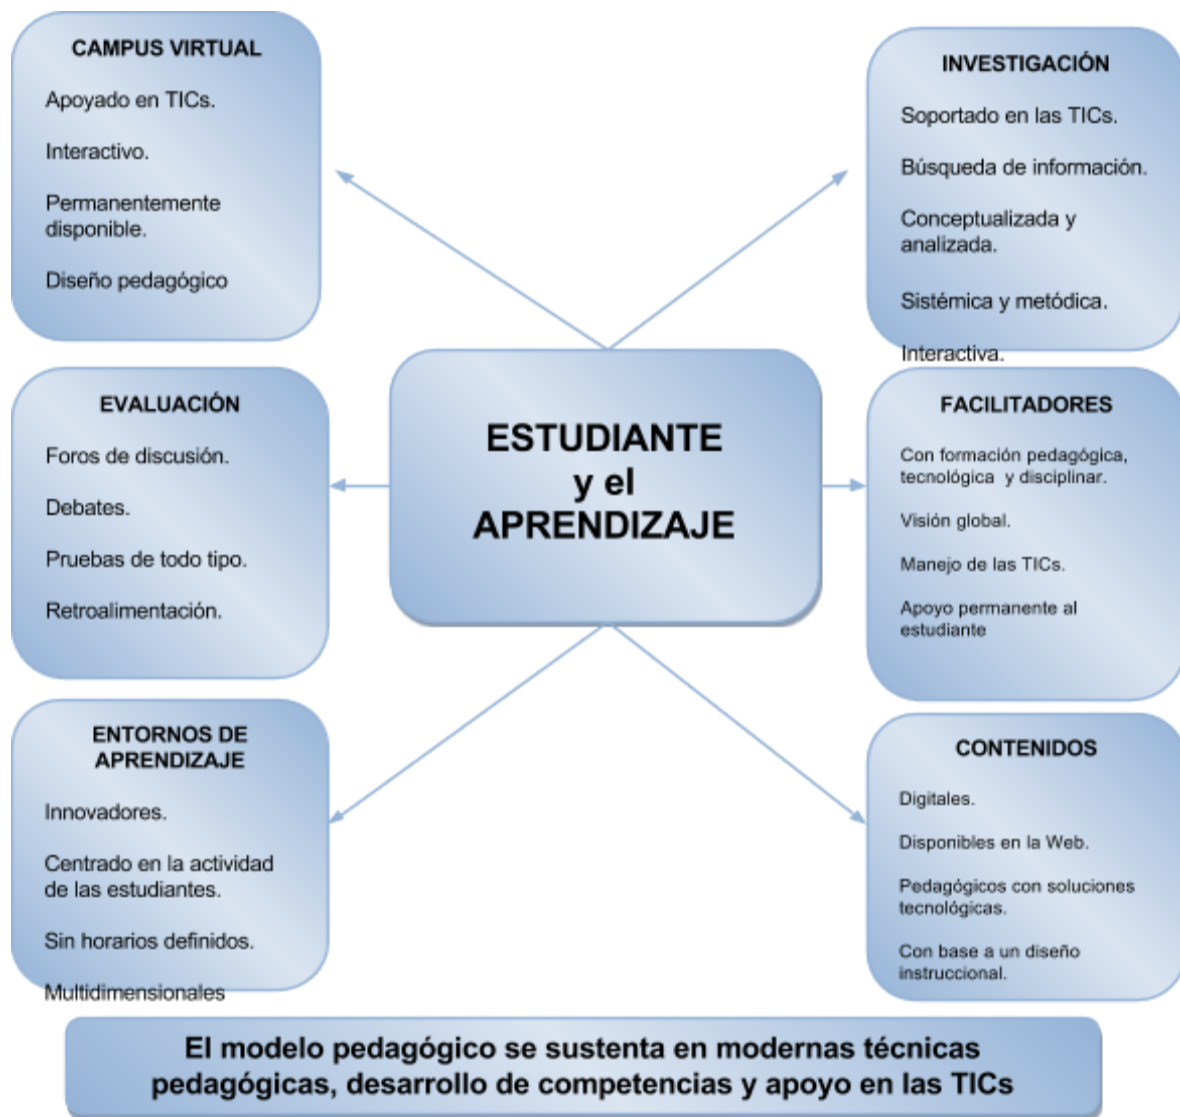 CAMPUS VIRTUAL
Apoyado en TICs.
Interactivo.
Permanentemente
disponible.
Diseño pedagógico
INVESTIGACIÓN
Soportado en las TICs.
Búsqueda de información.
Conceptualizada y
analizada.
Sistémica y metódica.
Interactiva.
EVALUACIÓN
Foros de discusión.
Debates.
Pruebas de todo tipo.
Retroalimentación.
ESTUDIANTE
y el
APRENDIZAJE
FACILITADORES
Con formación pedagógica,
tecnológica y disciplinar.
Visión global.
Manejo de las TICs.
Apoyo permanente al
estudiante
ENTORNOS DE
APRENDIZAJE
Innovadores.
Centrado en la actividad
de las estudiantes.
Sin horarios definidos.
Multidimensionales
CONTENIDOS
Digitales.
Disponibles en la Web.
Pedagógicos con soluciones
tecnológicas.
Con base a un diseño
instruccional.
El modelo pedagógico se sustenta en modernas técnicas
pedagógicas, desarrollo de competencias y apoyo en las TICs